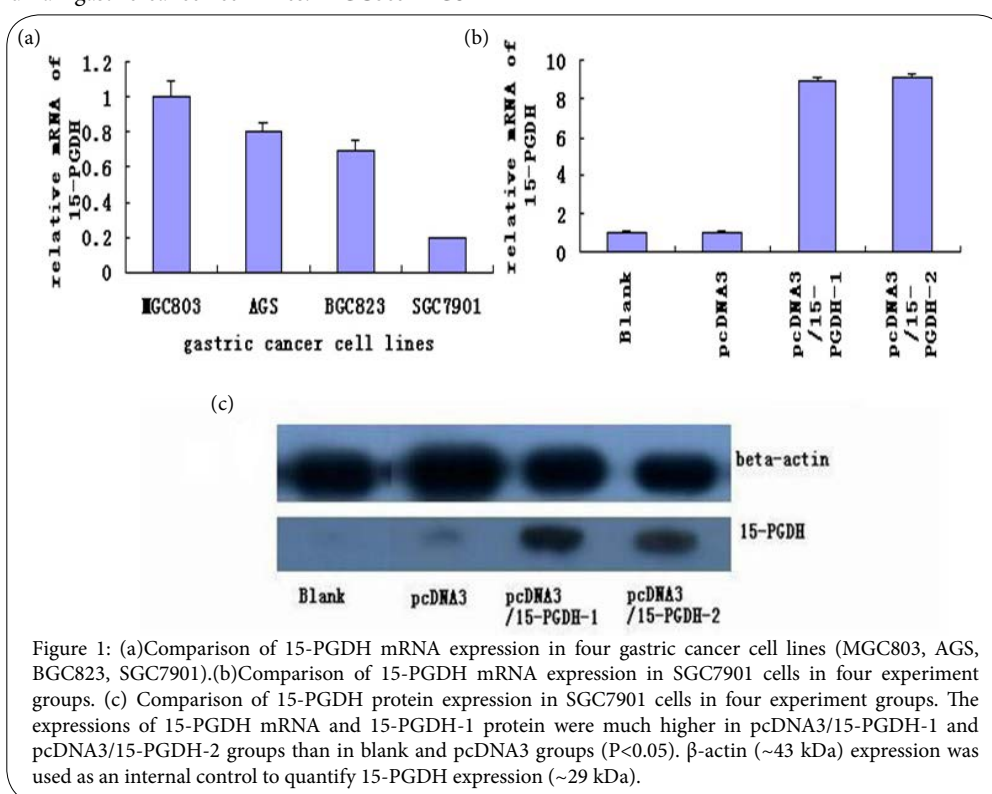 (a)
1.2
1
0.8
0.6
0.4
0.2
0
relative mRNA of
15-PGDH
MGC803 AGS BGC823 SGC7901
gastric cancer cell lines
(b)
10
8
6
4
2
0
relative mRNA of
15-PGDH
Blank
pcDNA3
pcDNA3
/15-
PGDH-1
pcDNA3
/15-
PGDH-2
(c)
beta-actin
15-PGDH
Blank
pcDNA3
pcDNA3
/15-PGDH-1
pcDNA3
/15-PGDH-2
Figure 1: (a)Comparison of 15-PGDH mRNA expression in four gastric cancer cell lines (MGC803, AGS,
BGC823, SGC7901).(b)Comparison of 15-PGDH mRNA expression in SGC7901 cells in four experiment
groups. (c) Comparison of 15-PGDH protein expression in SGC7901 cells in four experiment groups. The
expressions of 15-PGDH mRNA and 15-PGDH-1 protein were much higher in pcDNA3/15-PGDH-1 and
pcDNA3/15-PGDH-2 groups than in blank and pcDNA3 groups (P<0.05). β-actin (~43 kDa) expression was
used as an internal control to quantify 15-PGDH expression (~29 kDa).